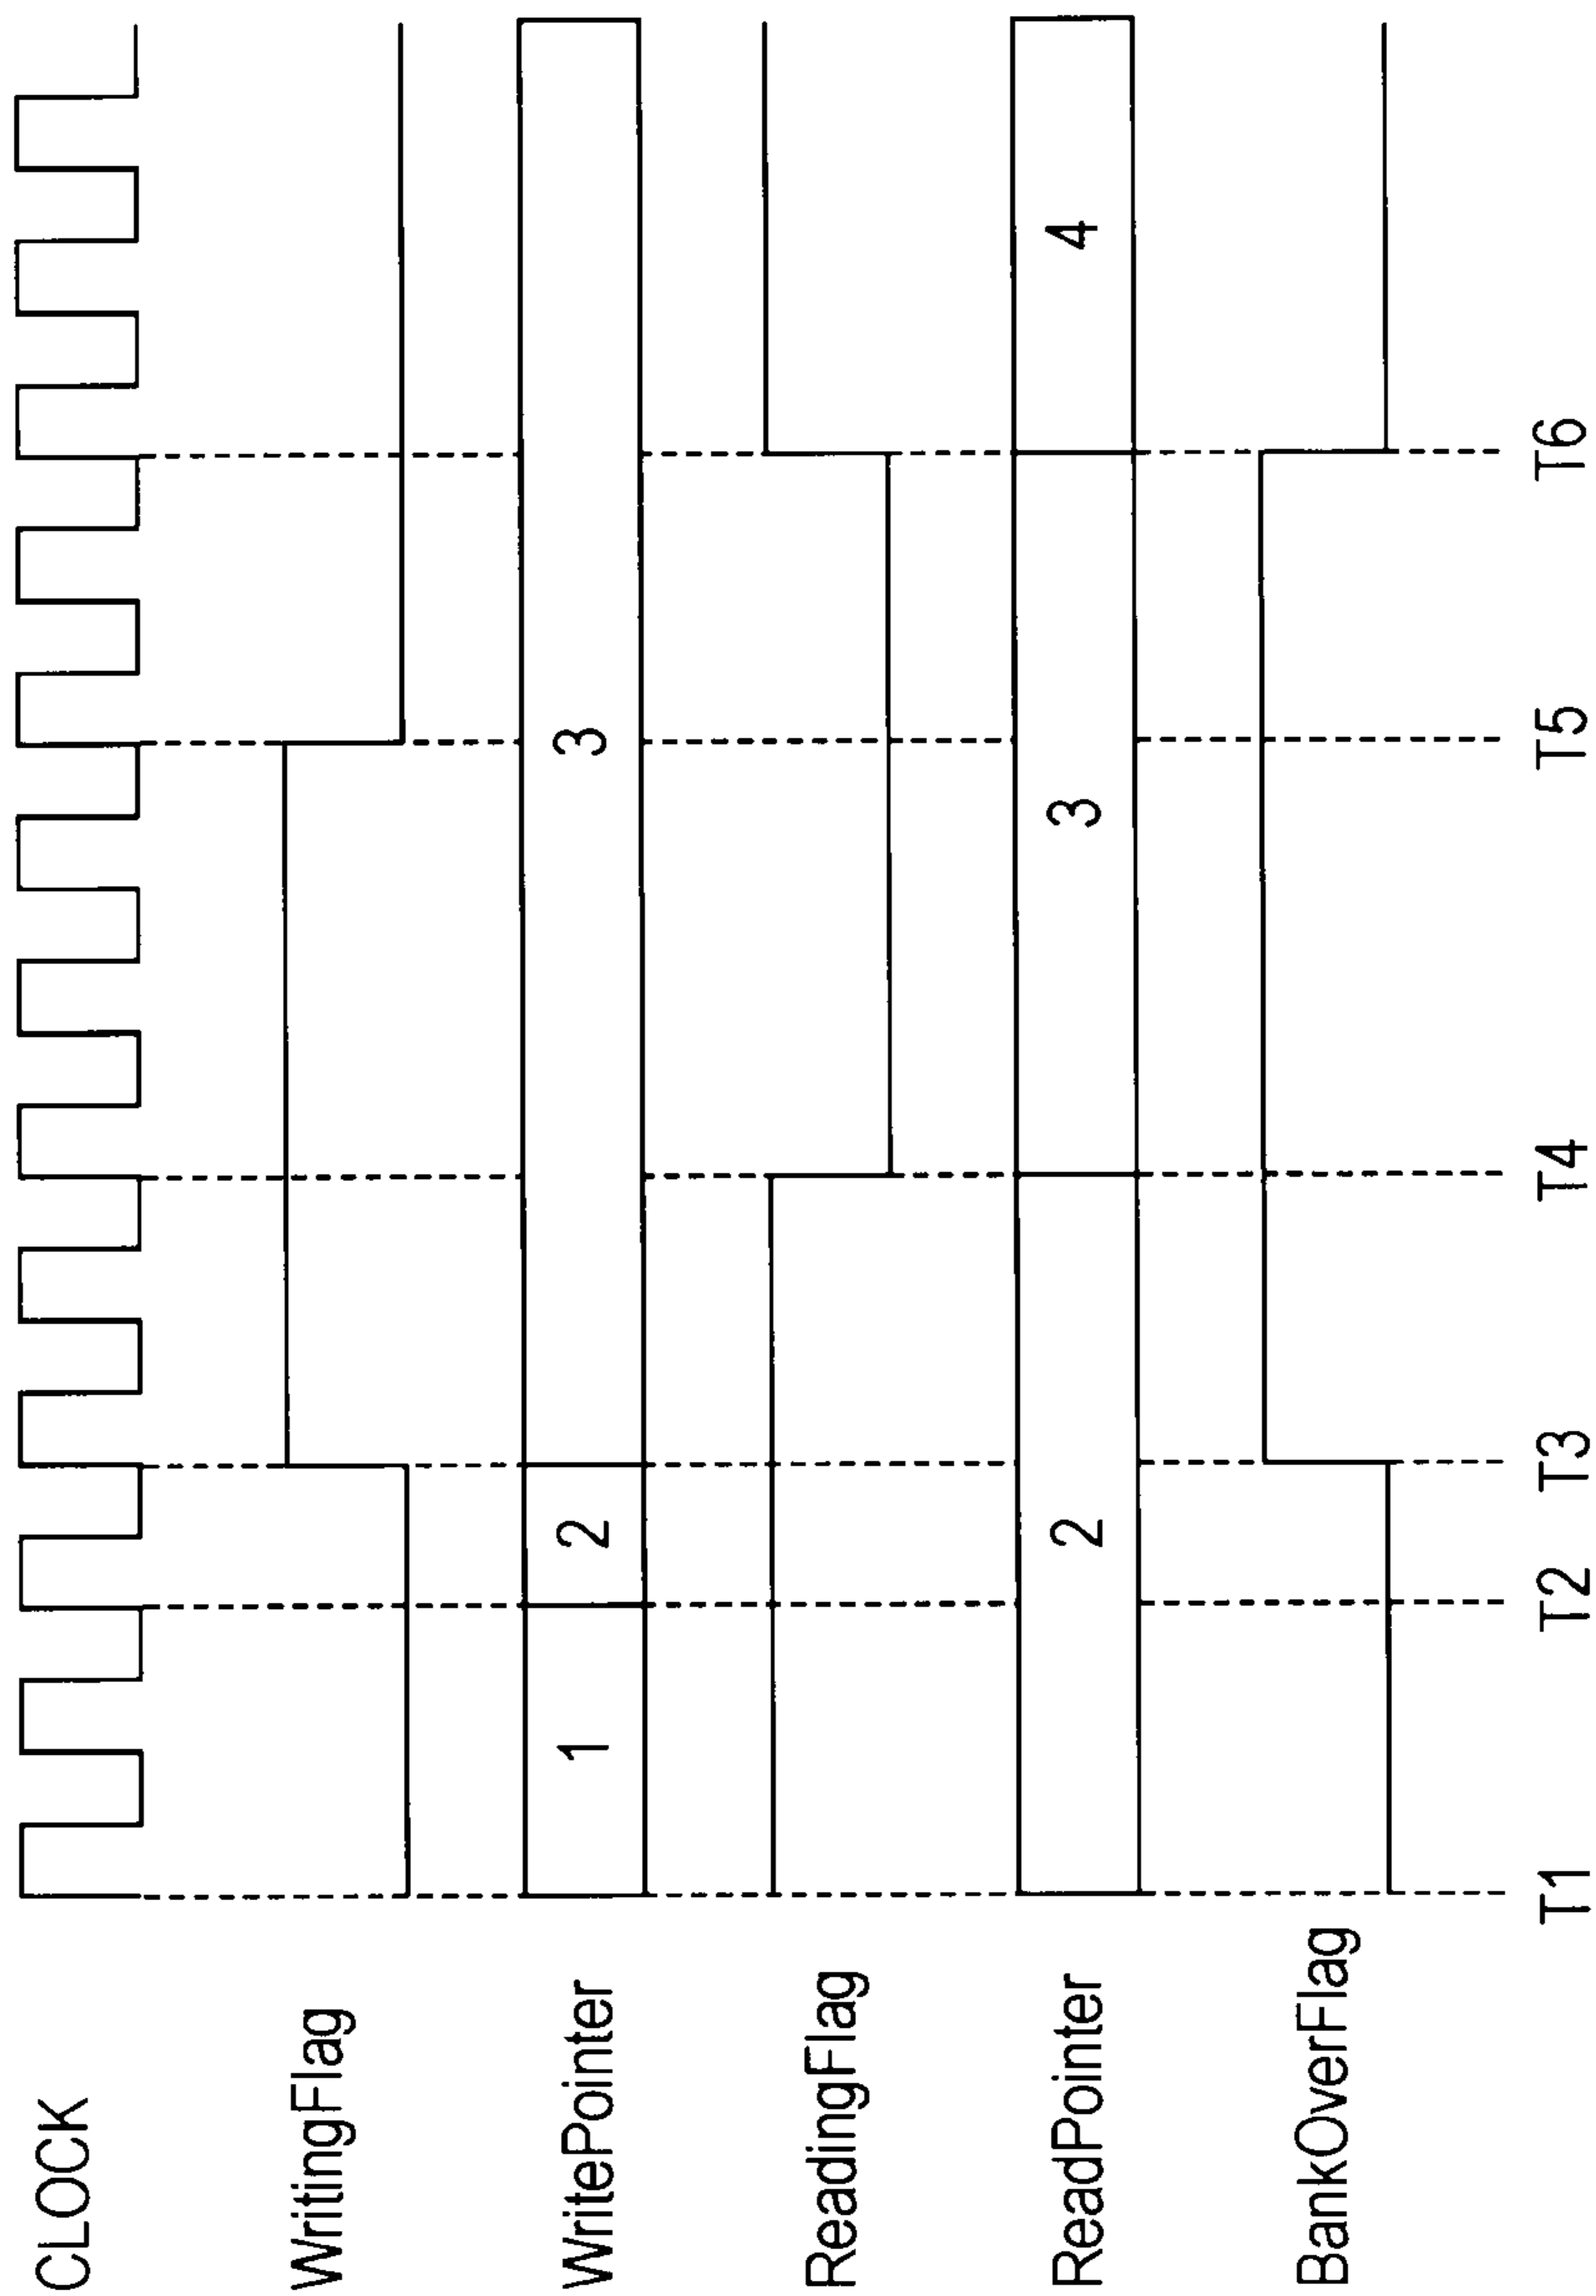 CLOCK
WritingFlag
WritePointer 1 2 3
ReadingFlag
ReadPointer 2 3 4
BankOverFlag
T1 T2 T3 T4 T5 T6